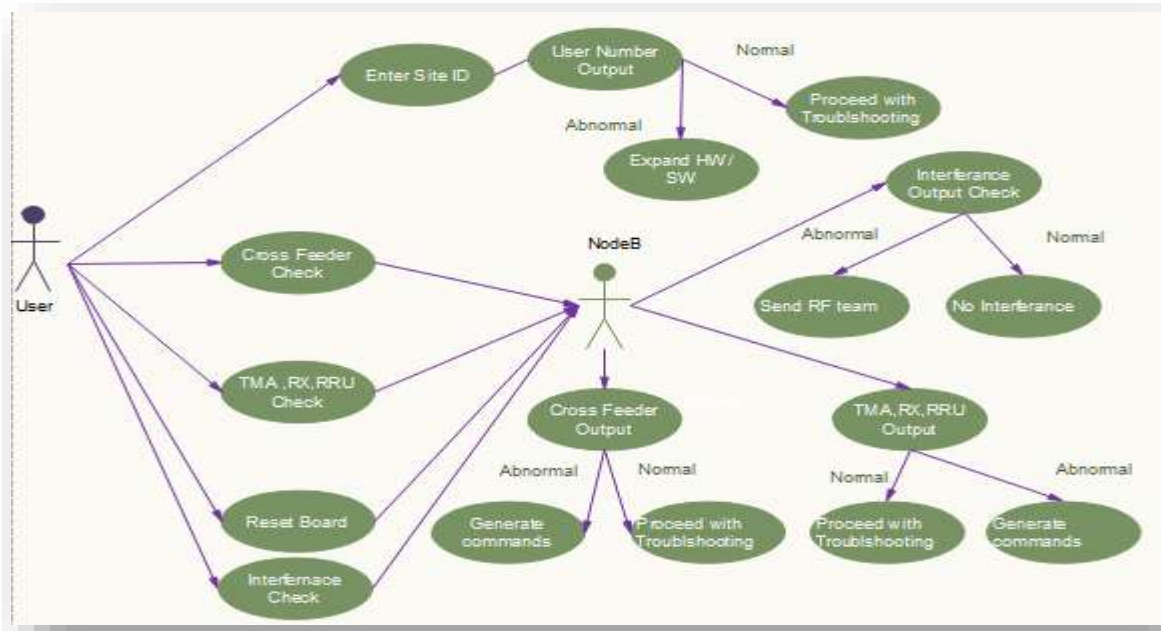 User Number
Output
Normal
Enter Site ID
Proceed with
Troublshooting
Abnormal
Expand HW/
SW
Interferance
Output Check
User
Cross Feeder
Check
NodeB
Abnormal
Normal
Send RF team
No Interferance
TMA ,RX,RRU
Check
Cross Feeder
Output
TMA,RX,RRU
Output
Abnormal
Normal
Normal
Abnormal
Reset Board
Generate
commands
Proceed with
Troublshooting
Proceed with
Troublshooting
Generate
commands
Interfernace
Check